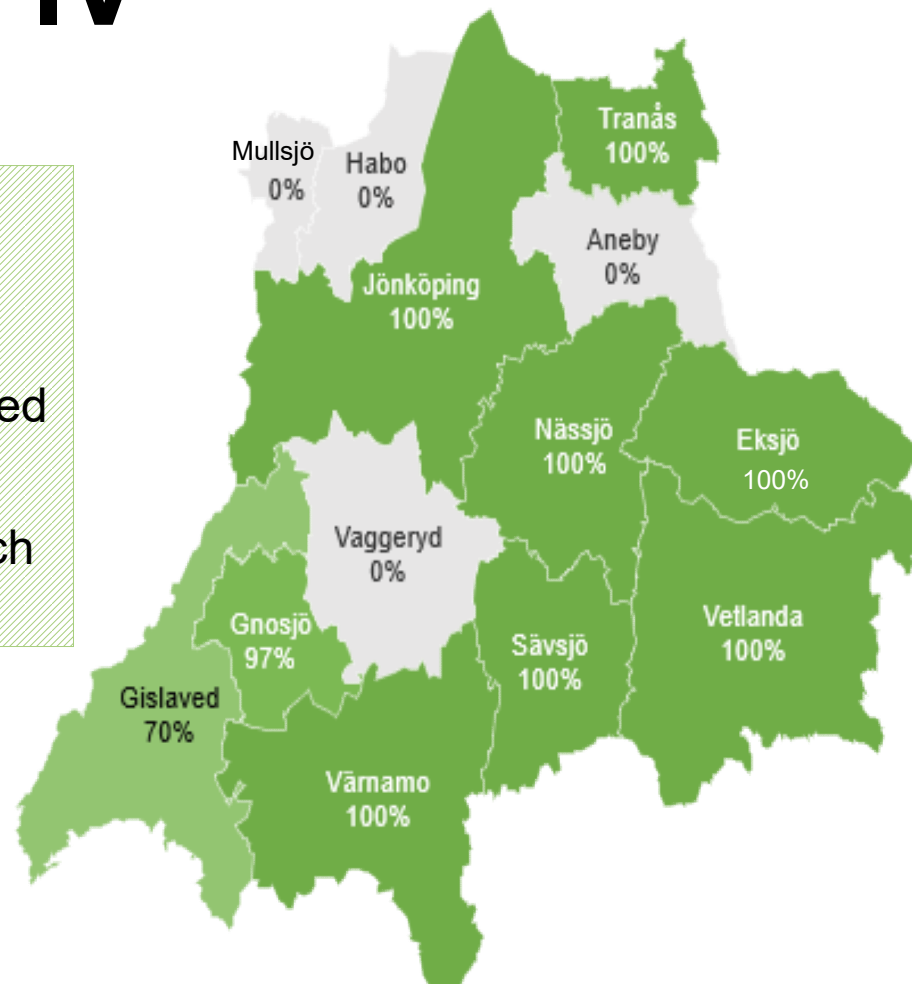 Tranås
100%
Mullsjö
0%
Habo
0%
Aneby
0%
Jönköping
100%
ed
Nässjö
100%
Eksjö
100%
ch
Vaggeryd
0%
Gnosjö
97%
Vetlanda
100%
Sävsjö
100%
Gislaved
70%
Värnamo
100%